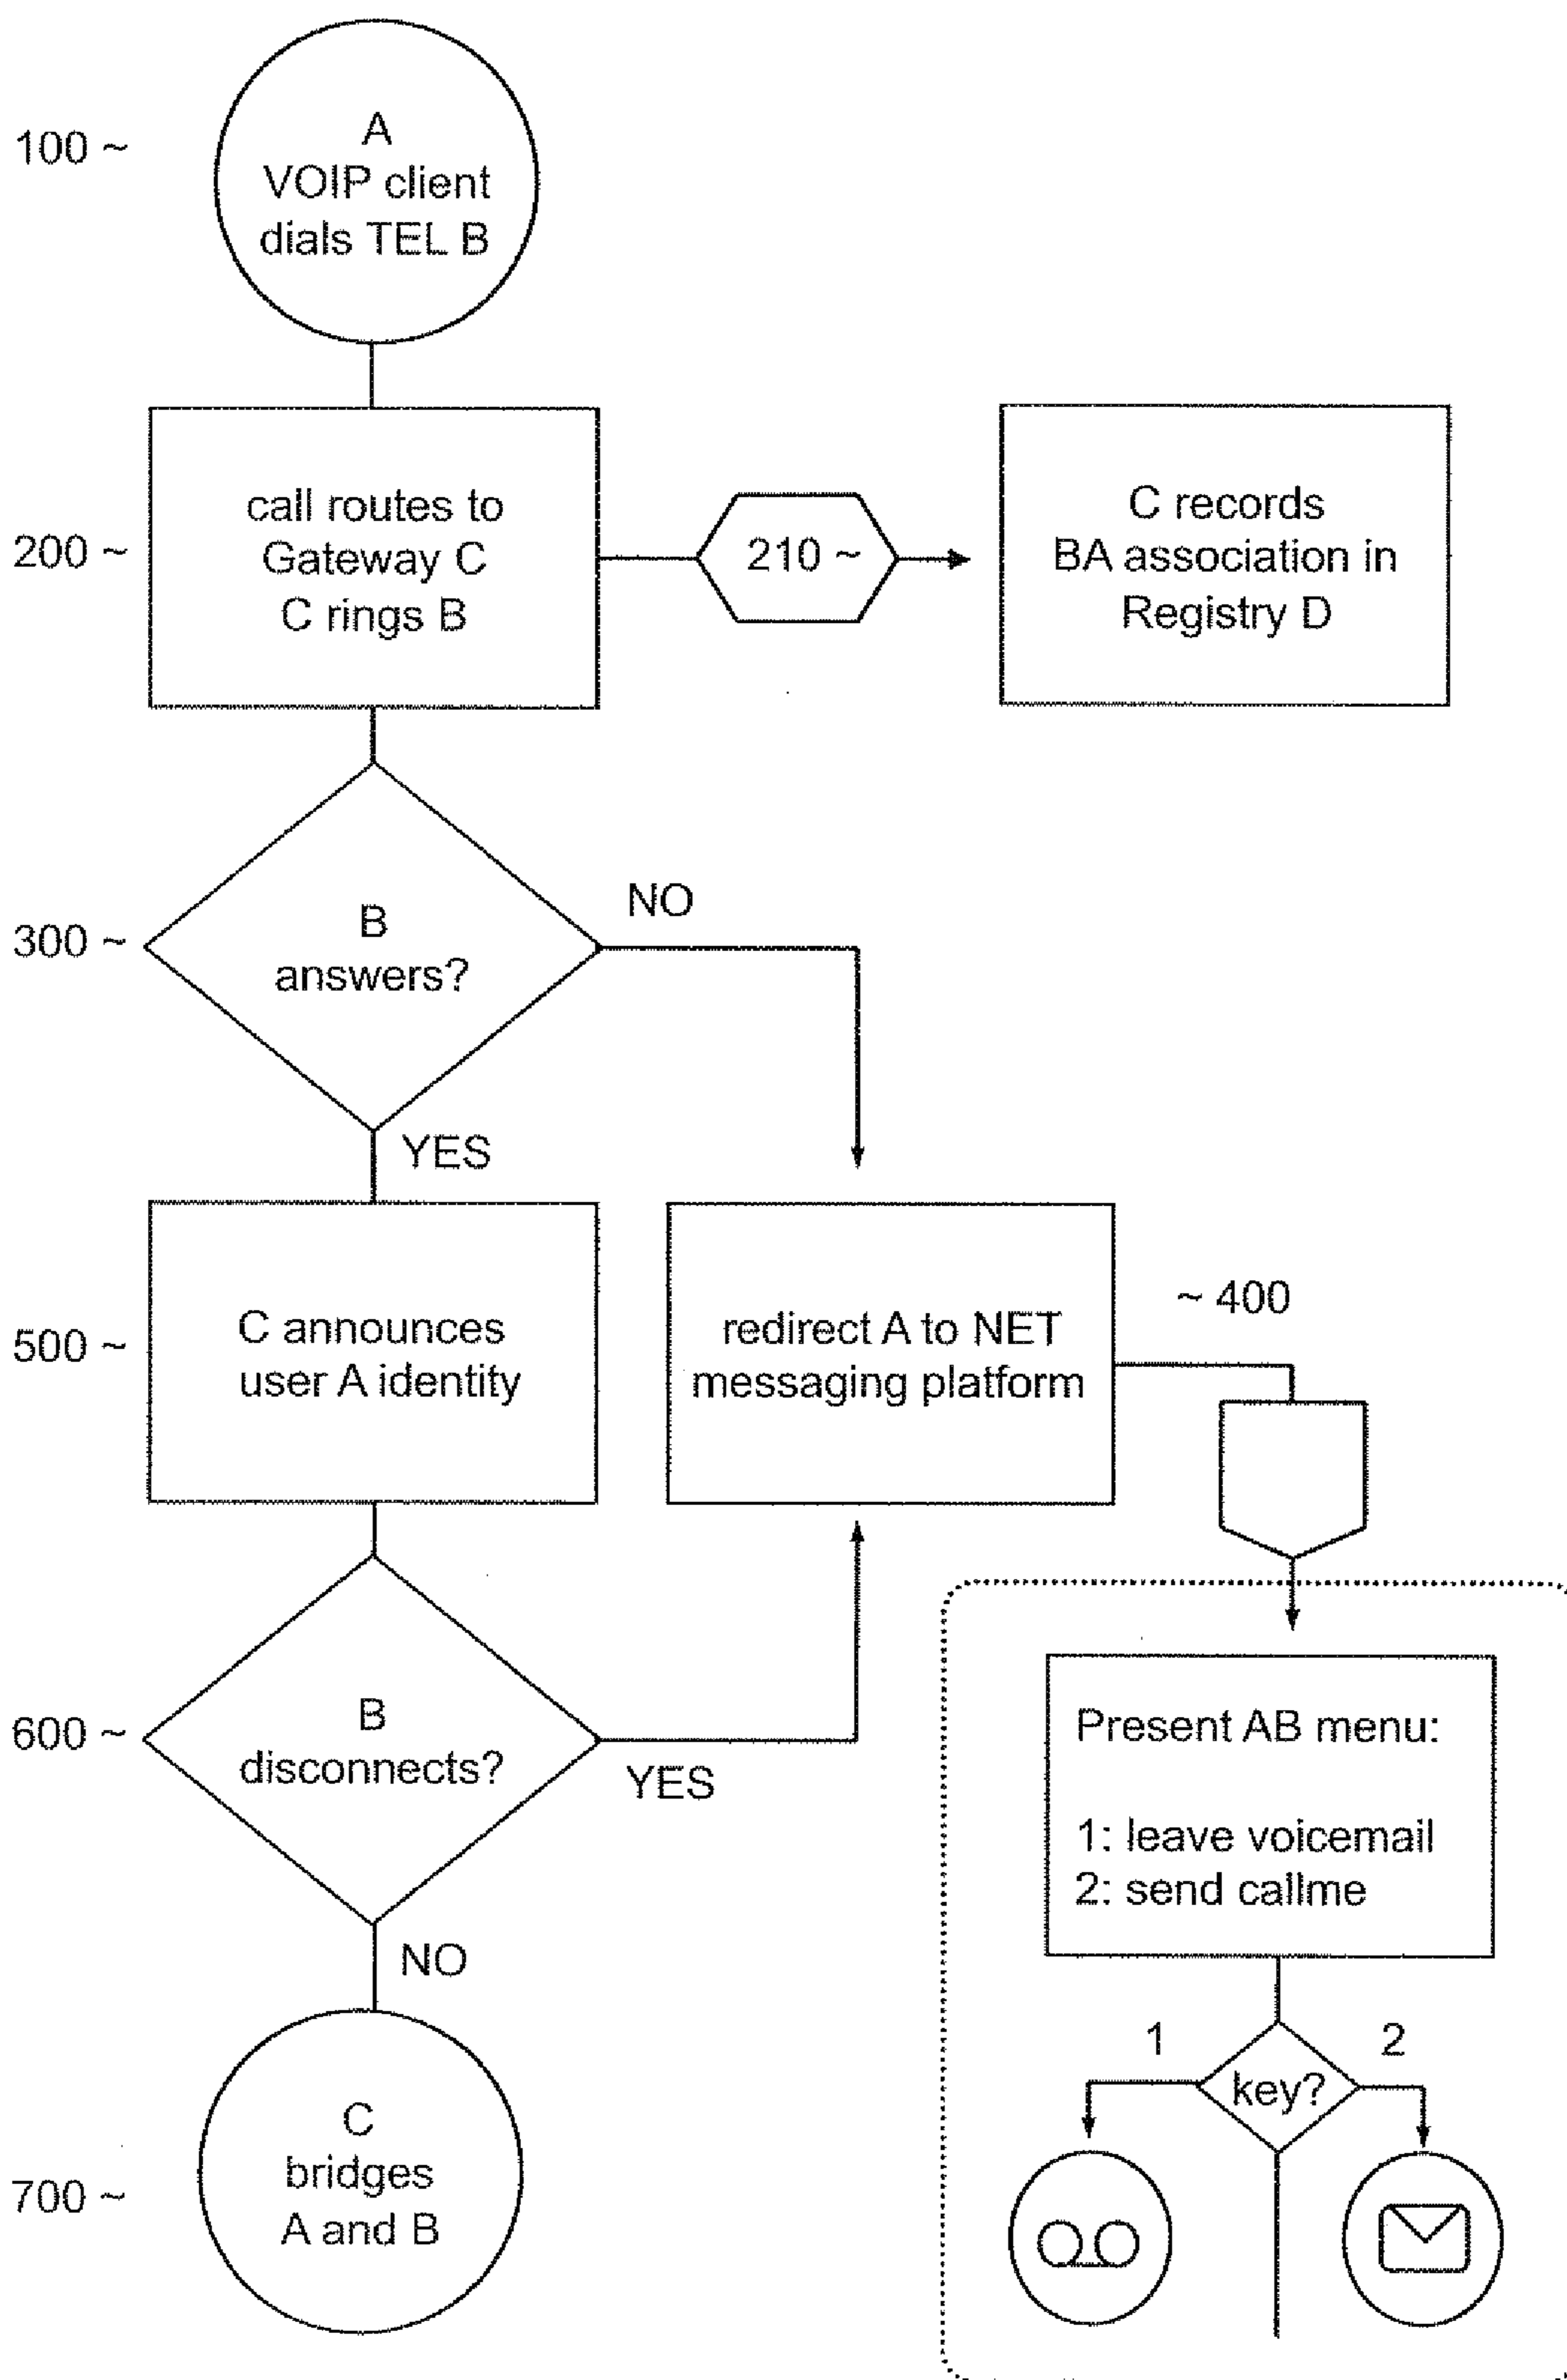 100 ~
A
VOIP client
dials TEL B
200 ~
call routes to
Gateway C
C rings B
210 ~
C records
BA association in
Registry D
300 ~
B
answers?
NO
YES
500 ~
C announces
user A identity
redirect A to NET
messaging platform
~ 400
600 ~
B
disconnects?
YES
NO
Present AB menu:
1: leave voicemail
2: send callme
1
key?
2
700 ~
C
bridges
A and B